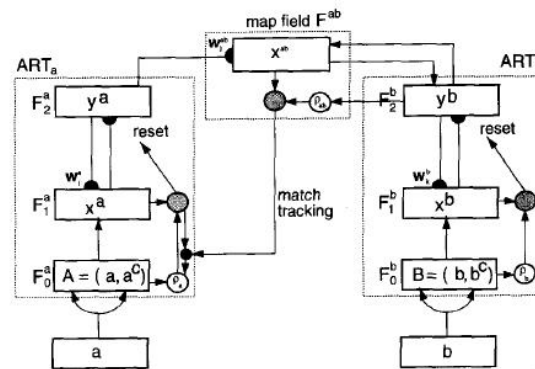 map field F^ab
w_j^ab
x^ab
ART_a
ART
F_2^a
y^a
ρ_ab
F_2^b
y^b
reset
reset
w_j^a
w_k^b
F_1^a
x^a
match
tracking
F_1^b
x^b
F_0^a
A = ( a, a^c )
ρ_a
F_0^b
B = ( b, b^c )
ρ_b
a
b